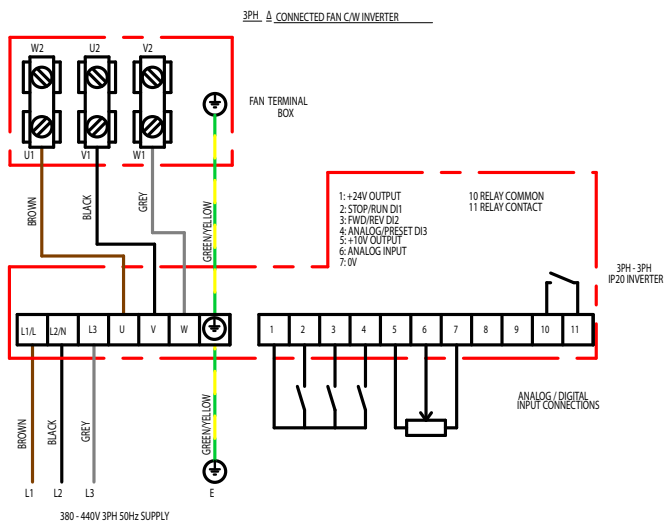 3PH Δ CONNECTED FAN C/W INVERTER
W2 U2 V2
FAN TERMINAL
BOX
U1 V1 W1
BROWN
BLACK
GREY
GREEN/YELLOW
1: +24V OUTPUT
2: STOP/RUN DI1
3: FWD/REV DI2
4: ANALOG/PRESET DI3
5: +10V OUTPUT
6: ANALOG INPUT
7: 0V
10 RELAY COMMON
11 RELAY CONTACT
3PH - 3PH
IP20 INVERTER
L1/L L2/N L3 U V W
1 2 3 4 5 6 7 8 9 10 11
ANALOG / DIGITAL
INPUT CONNECTIONS
BROWN
BLACK
GREY
GREEN/YELLOW
L1 L2 L3 E
380 - 440V 3PH 50Hz SUPPLY